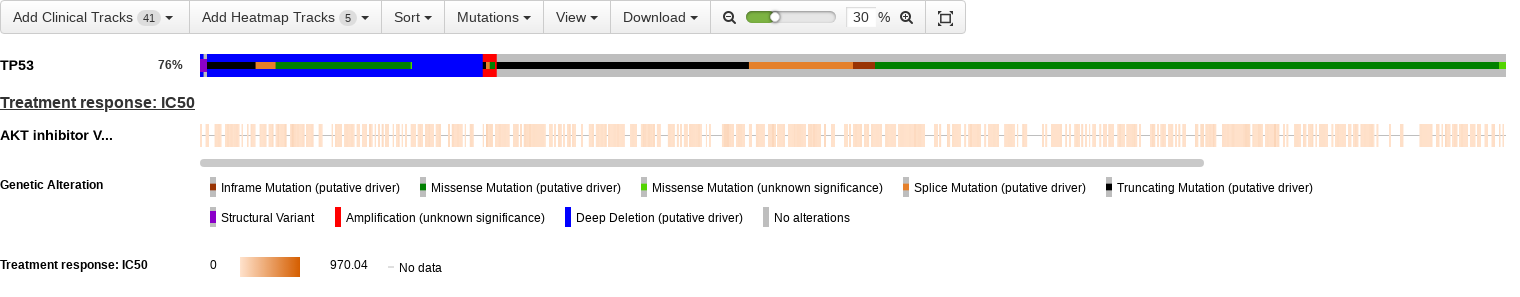 Add Clinical Tracks 41 Add Heatmap Tracks 5 Sort Mutations View Download 30 %
TP53 76%
Treatment response: IC50
AKT inhibitor V...
Genetic Alteration Inframe Mutation (putative driver) Missense Mutation (putative driver) Missense Mutation (unknown significance) Splice Mutation (putative driver) Truncating Mutation (putative driver)
Structural Variant Amplification (unknown significance) Deep Deletion (putative driver) No alterations
Treatment response: IC50 0 970.04 No data